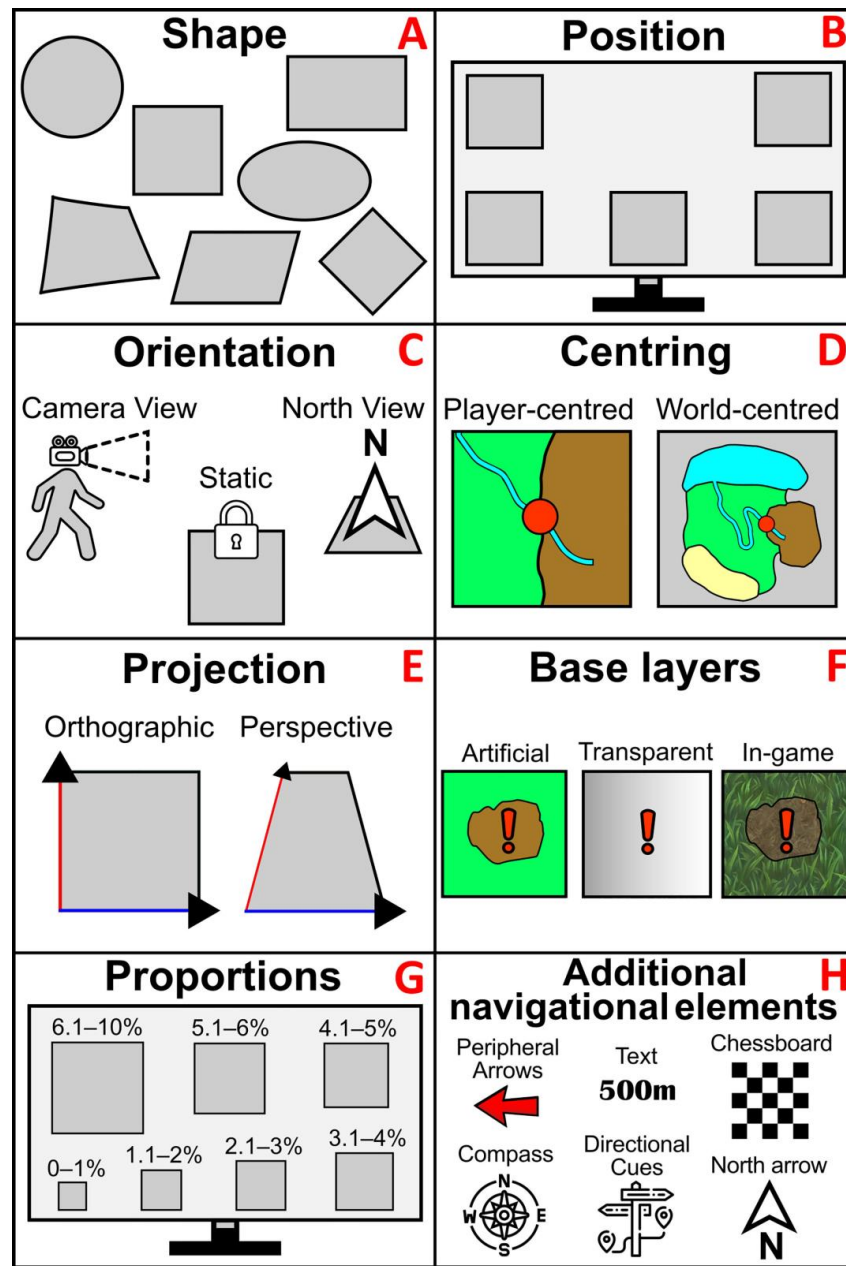 Shape A
Position B
Orientation C
Camera View
North View
N
Static
Centring D
Player-centred World-centred
Projection E
Orthographic Perspective
Base layers F
Artificial Transparent In-game
! ! !
Proportions G
6.1–10% 5.1–6% 4.1–5%
0–1% 1.1–2% 2.1–3% 3.1–4%
Additional H
navigational elements
Peripheral
Arrows
Text
500m
Chessboard
Compass
N
W E
S
Directional
Cues
North arrow
N